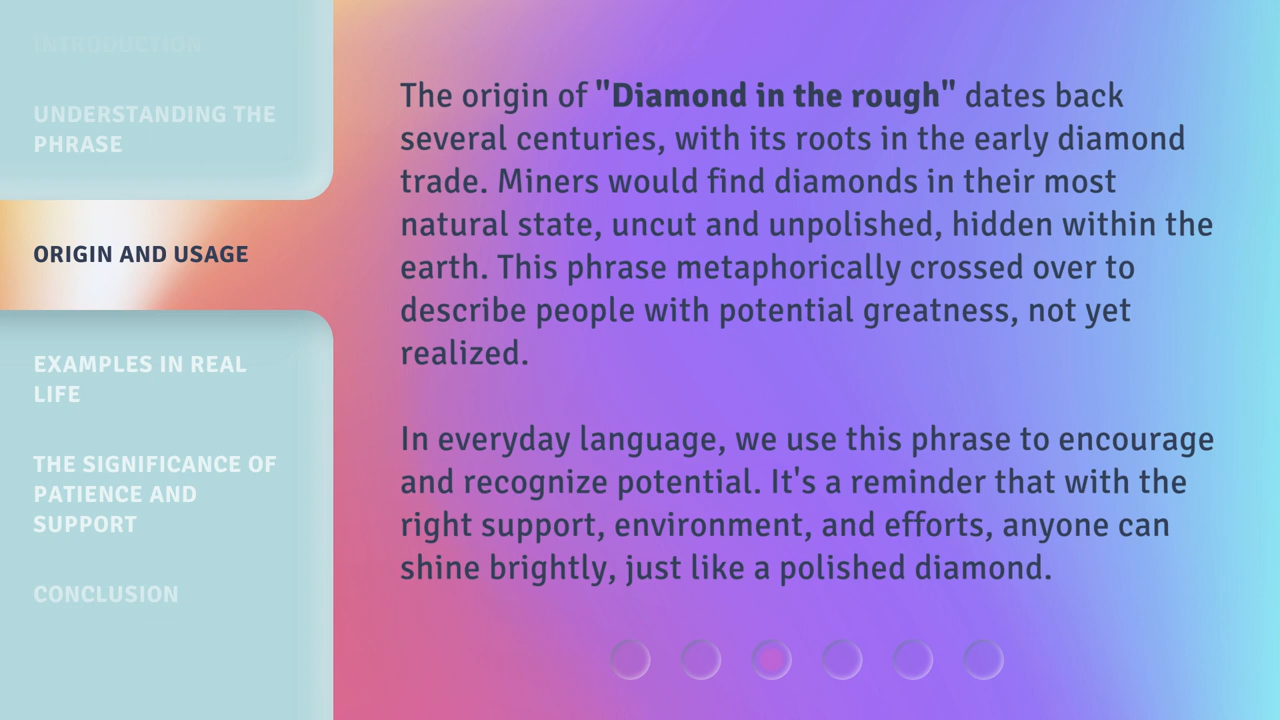 INTRODUCTION
UNDERSTANDING THE
PHRASE
ORIGIN AND USAGE
EXAMPLES IN REAL
LIFE
THE SIGNIFICANCE OF
PATIENCE AND
SUPPORT
CONCLUSION
The origin of "Diamond in the rough" dates back
several centuries, with its roots in the early diamond
trade. Miners would find diamonds in their most
natural state, uncut and unpolished, hidden within the
earth. This phrase metaphorically crossed over to
describe people with potential greatness, not yet
realized.
In everyday language, we use this phrase to encourage
and recognize potential. It's a reminder that with the
right support, environment, and efforts, anyone can
shine brightly, just like a polished diamond.